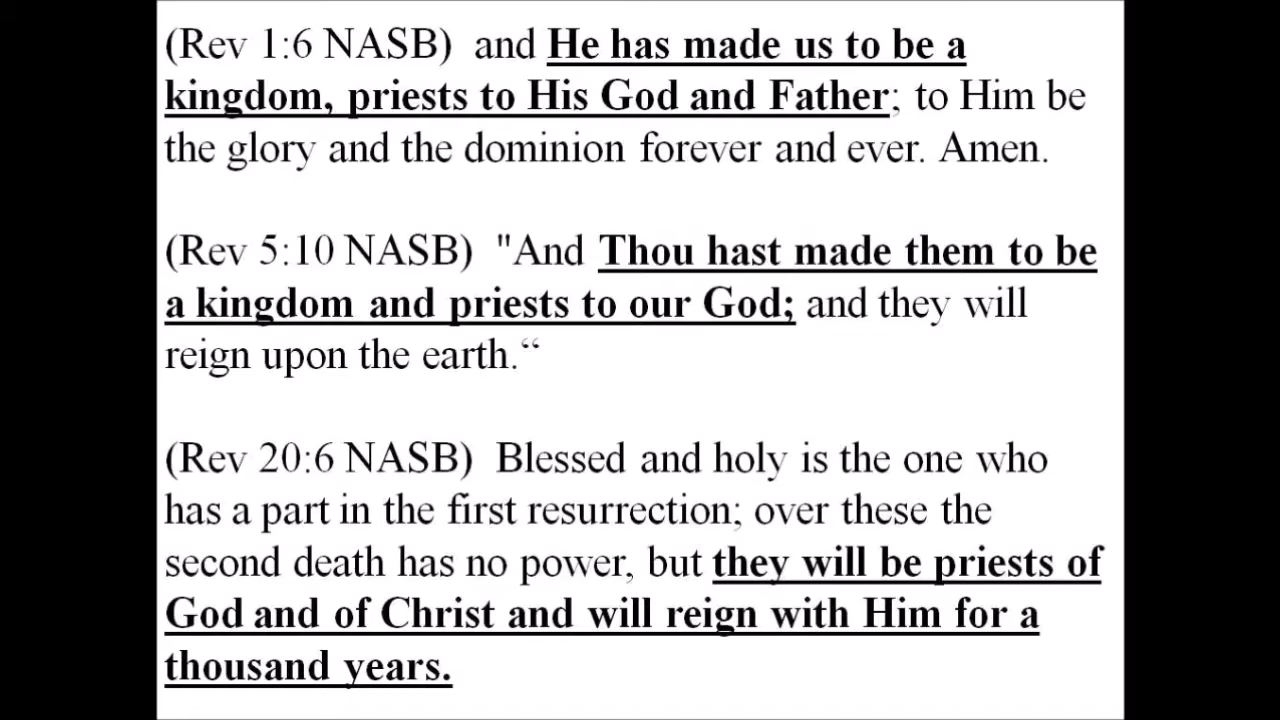 (Rev 1:6 NASB)  and He has made us to be a
kingdom, priests to His God and Father; to Him be
the glory and the dominion forever and ever. Amen.
(Rev 5:10 NASB)  "And Thou hast made them to be
a kingdom and priests to our God; and they will
reign upon the earth.“
(Rev 20:6 NASB)  Blessed and holy is the one who
has a part in the first resurrection; over these the
second death has no power, but they will be priests of
God and of Christ and will reign with Him for a
thousand years.